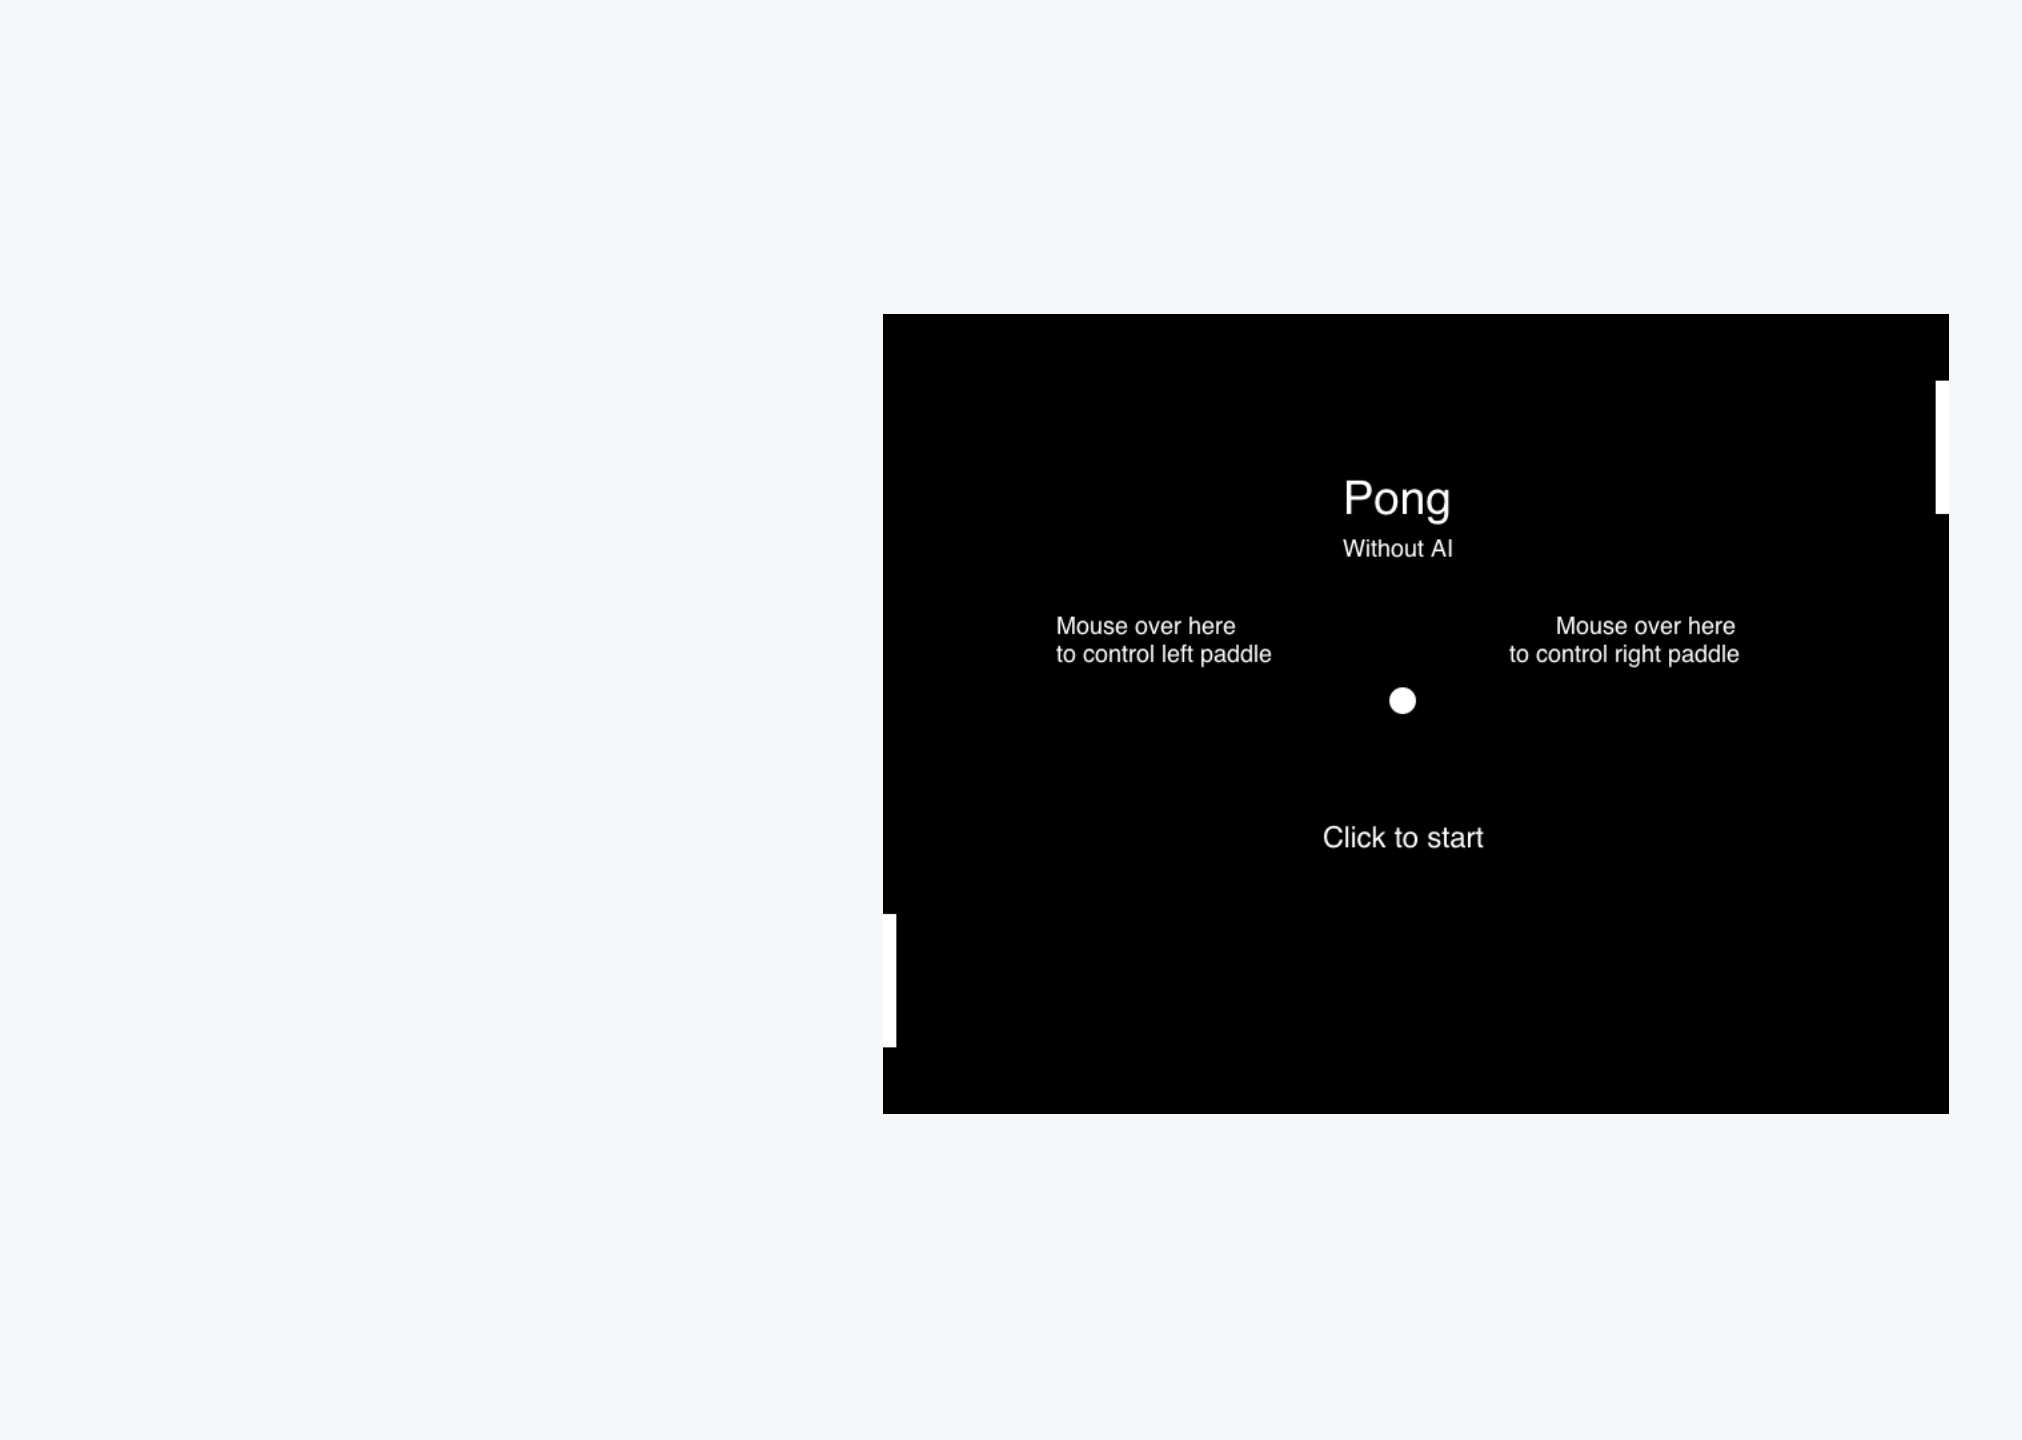 Pong
Without AI
Mouse over here
to control left paddle
Mouse over here
to control right paddle
Click to start